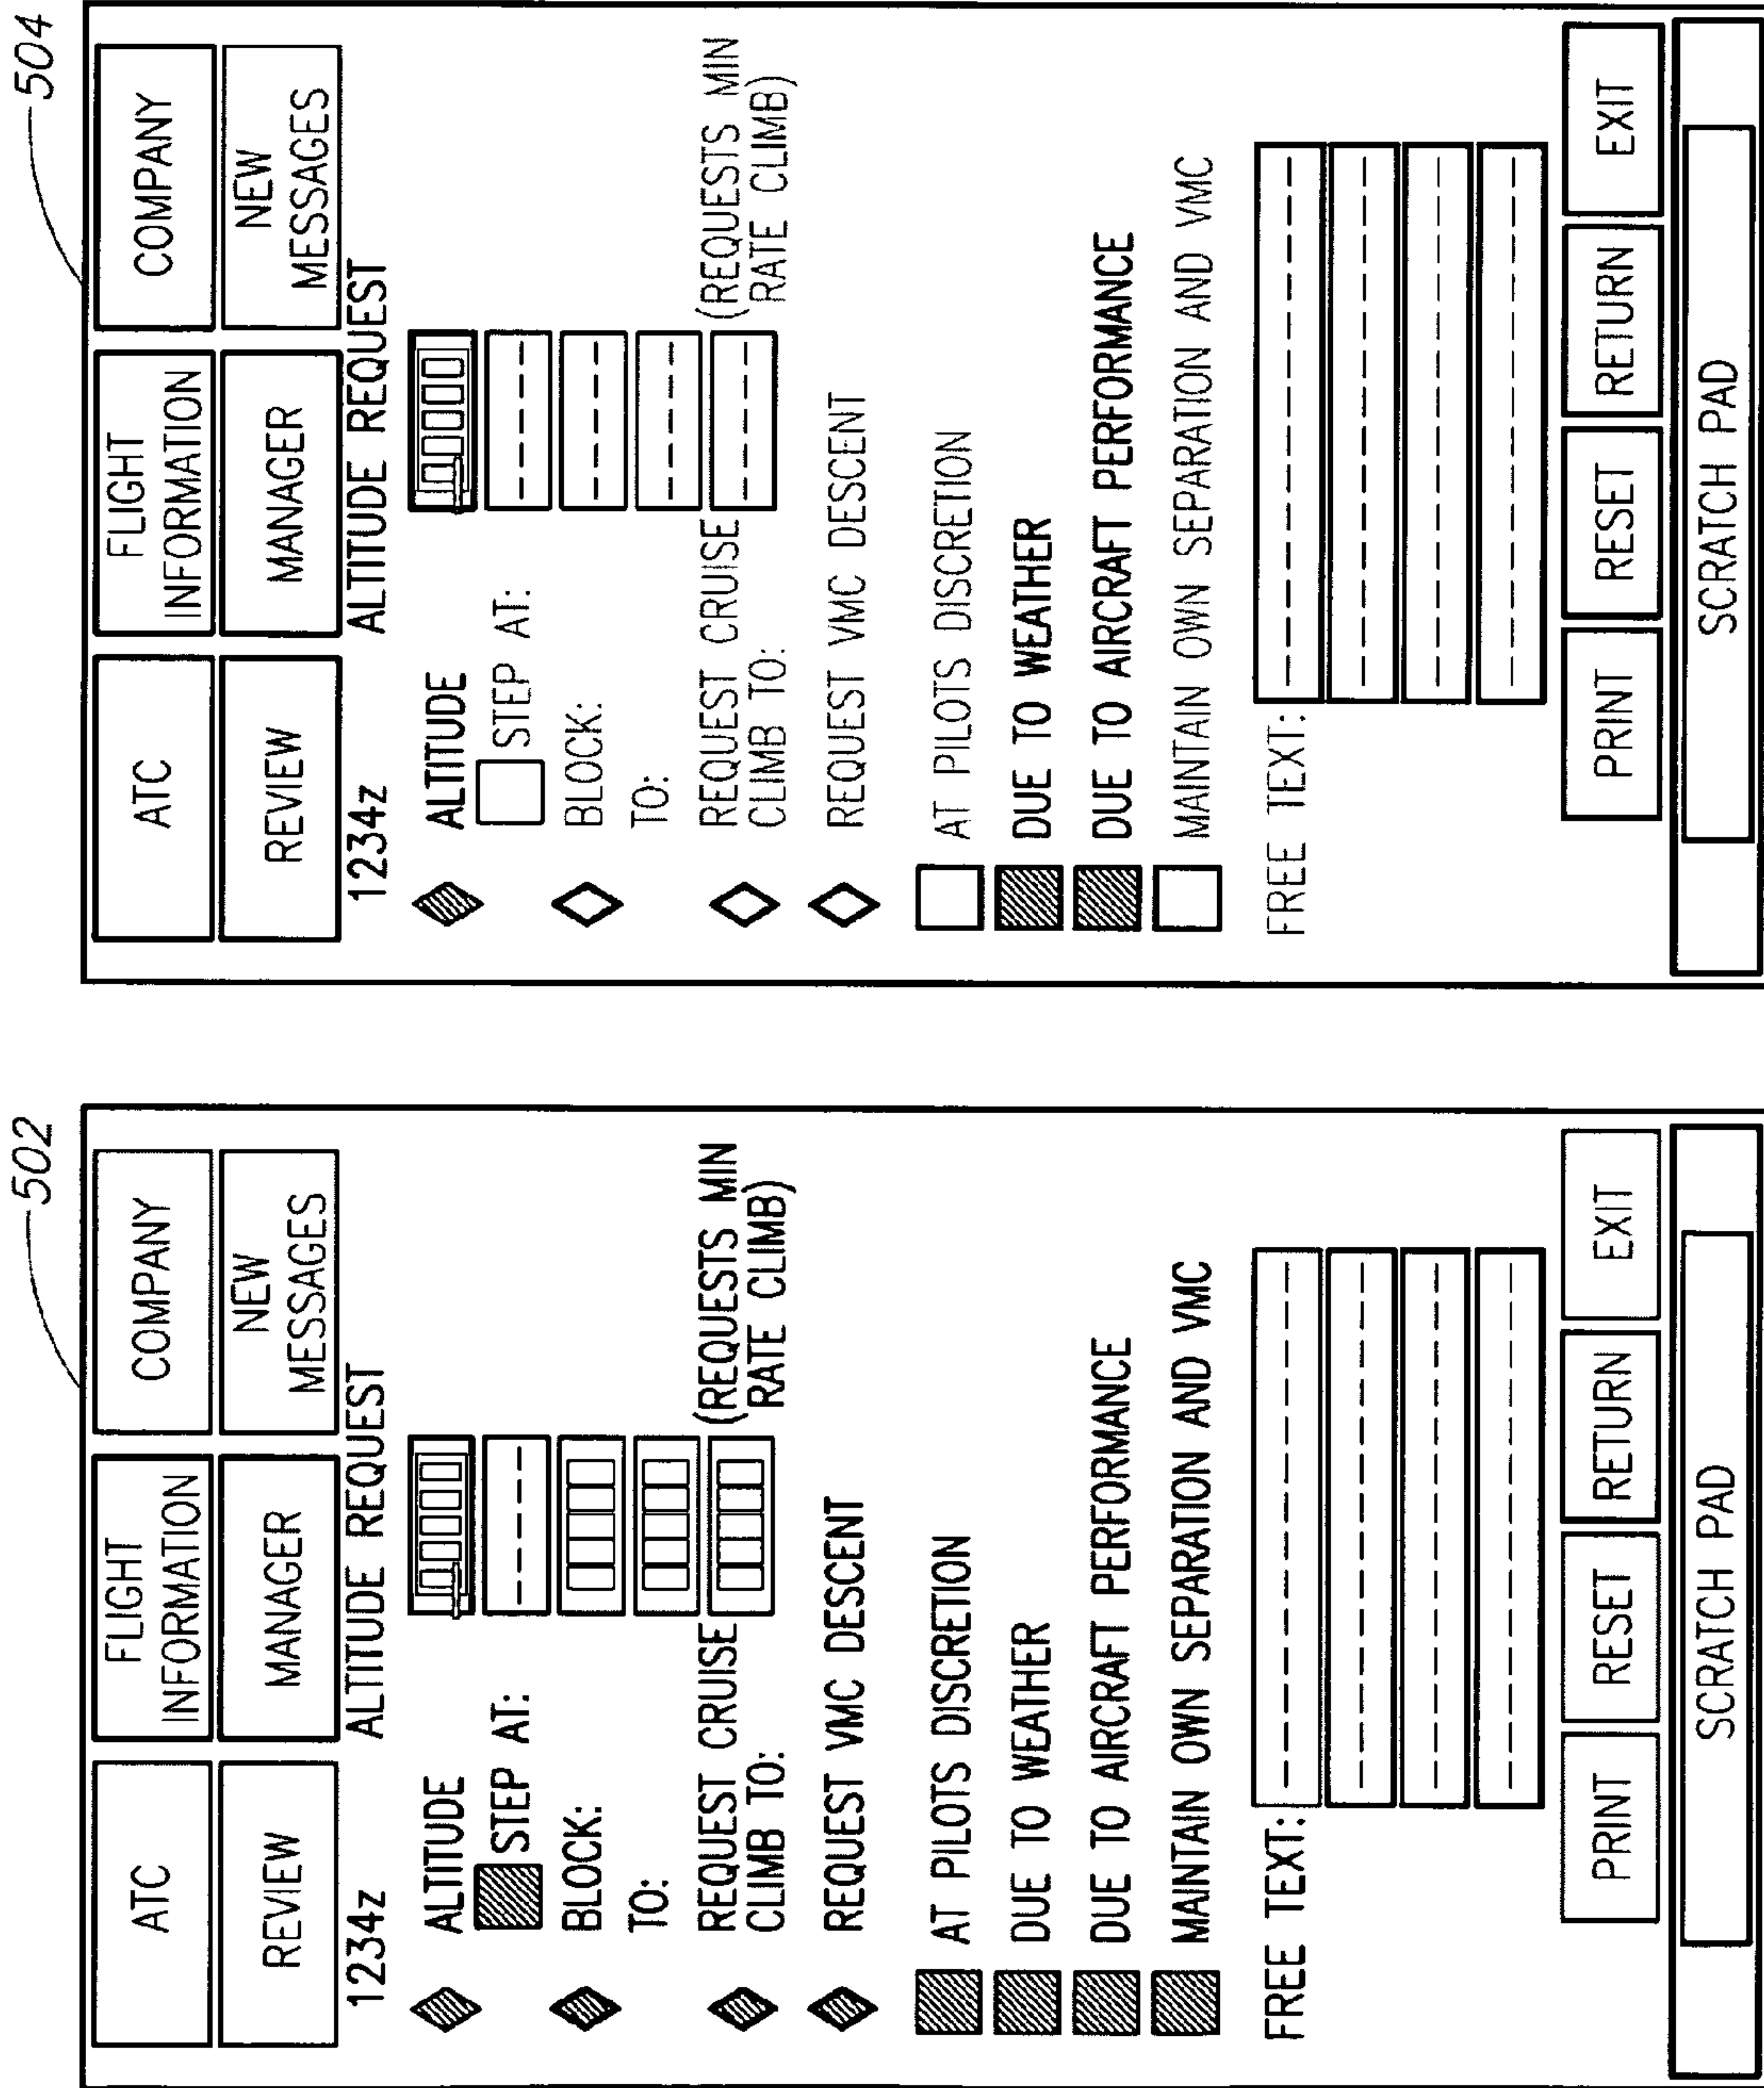 502
ATC
FLIGHT
INFORMATION
COMPANY
REVIEW
MANAGER
NEW
MESSAGES
1234z
ALTITUDE REQUEST
ALTITUDE
STEP AT:
BLOCK:
TO:
REQUEST CRUISE (REQUESTS MIN
CLIMB TO: RATE CLIMB)
REQUEST VMC DESCENT
AT PILOTS DISCRETION
DUE TO WEATHER
DUE TO AIRCRAFT PERFORMANCE
MAINTAIN OWN SEPARATION AND VMC
FREE TEXT:
PRINT RESET RETURN EXIT
SCRATCH PAD
504
ATC
FLIGHT
INFORMATION
COMPANY
REVIEW
MANAGER
NEW
MESSAGES
1234z
ALTITUDE REQUEST
ALTITUDE
STEP AT:
BLOCK:
TO:
REQUEST CRUISE (REQUESTS MIN
CLIMB TO: RATE CLIMB)
REQUEST VMC DESCENT
AT PILOTS DISCRETION
DUE TO WEATHER
DUE TO AIRCRAFT PERFORMANCE
MAINTAIN OWN SEPARATION AND VMC
FREE TEXT:
PRINT RESET RETURN EXIT
SCRATCH PAD